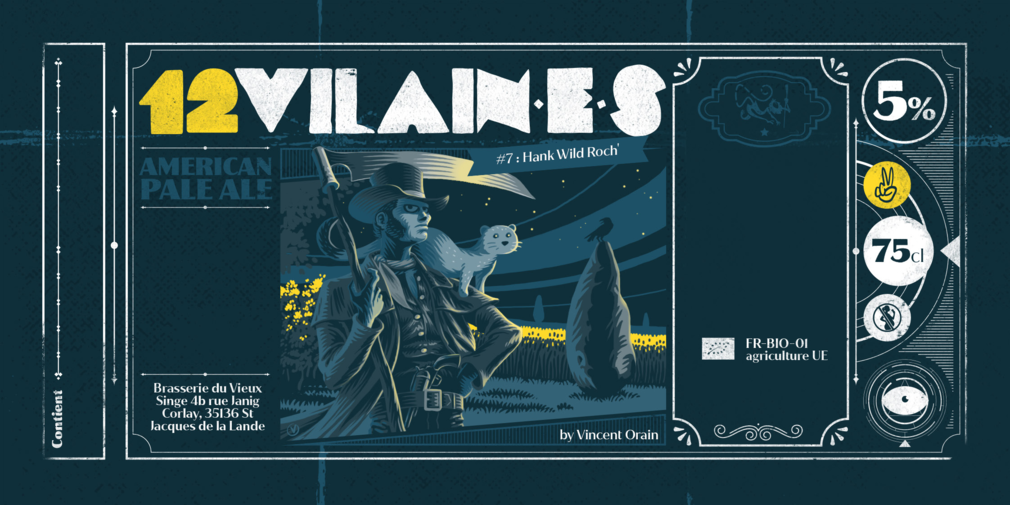 Contient
12VILAIN·E·S
AMERICAN
PALE ALE
#7 : Hank Wild Roch'
Brasserie du Vieux
Singe 4b rue Janig
Corlay, 35136 St
Jacques de la Lande
by Vincent Orain
FR-BIO-01
agriculture UE
5%
75cl